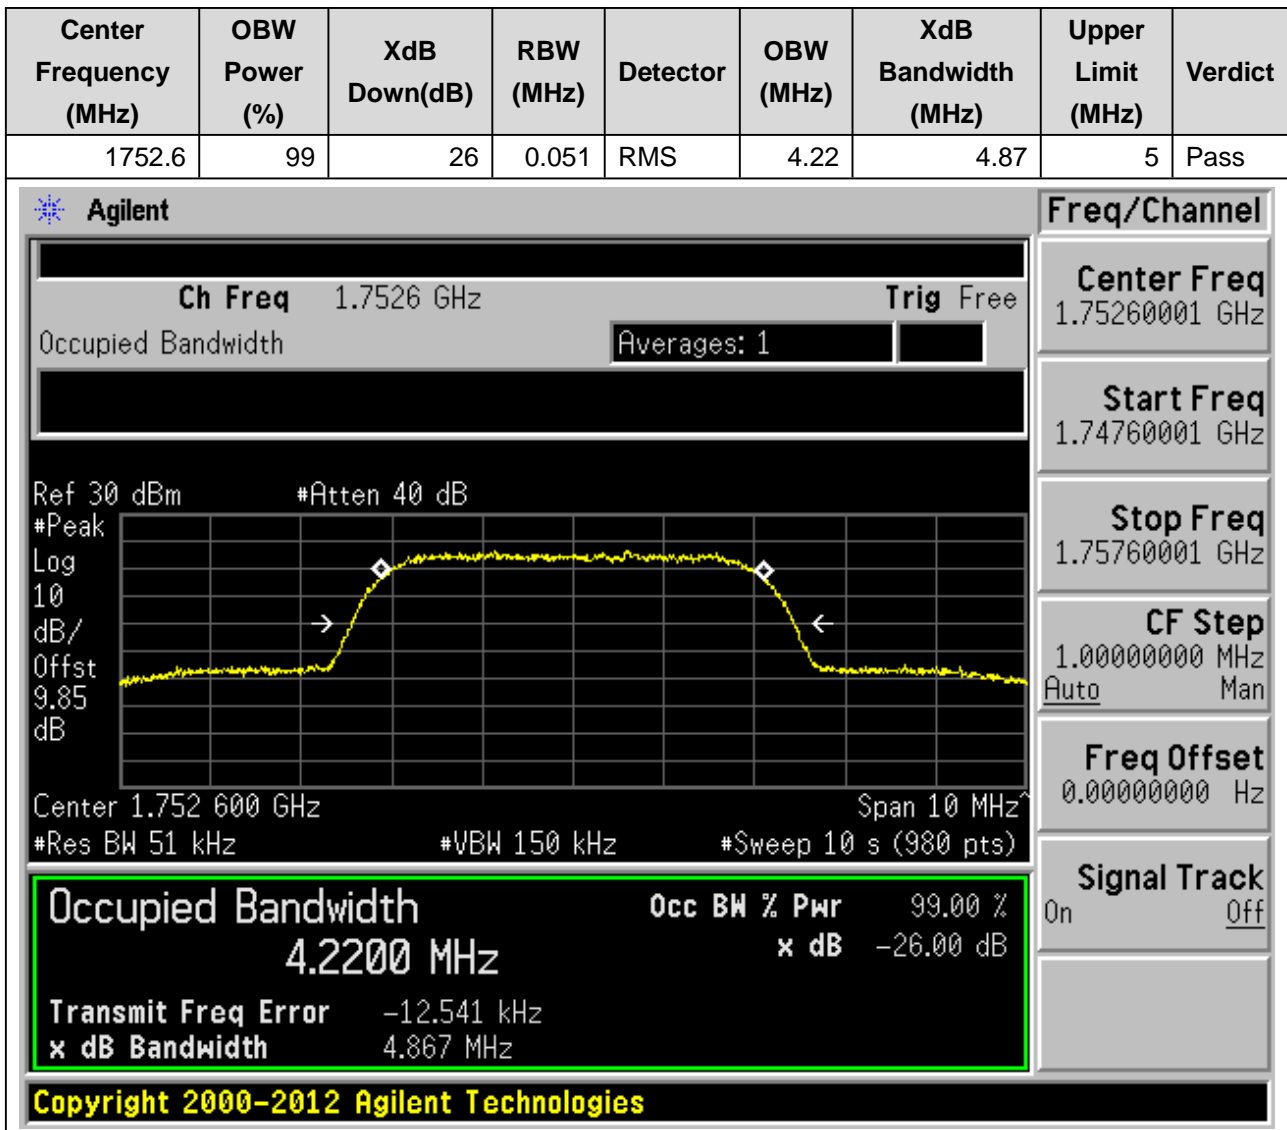 Center Frequency (MHz) OBW Power (%) XdB Down(dB) RBW (MHz) Detector OBW (MHz) XdB Bandwidth (MHz) Upper Limit (MHz) Verdict
1752.6 99 26 0.051 RMS 4.22 4.87 5 Pass
Agilent
Freq/Channel
Ch Freq 1.7526 GHz Trig Free
Occupied Bandwidth Averages: 1
Center Freq
1.75260001 GHz
Start Freq
1.74760001 GHz
Stop Freq
1.75760001 GHz
CF Step
1.00000000 MHz
Auto Man
Freq Offset
0.00000000 Hz
Signal Track
On Off
Ref 30 dBm #Atten 40 dB
#Peak
Log
10
dB/
Offst
9.85
dB
Center 1.752 600 GHz Span 10 MHz^
#Res BW 51 kHz #VBW 150 kHz #Sweep 10 s (980 pts)
Occupied Bandwidth Occ BW % Pwr 99.00 %
4.2200 MHz x dB -26.00 dB
Transmit Freq Error -12.541 kHz
x dB Bandwidth 4.867 MHz
Copyright 2000-2012 Agilent Technologies